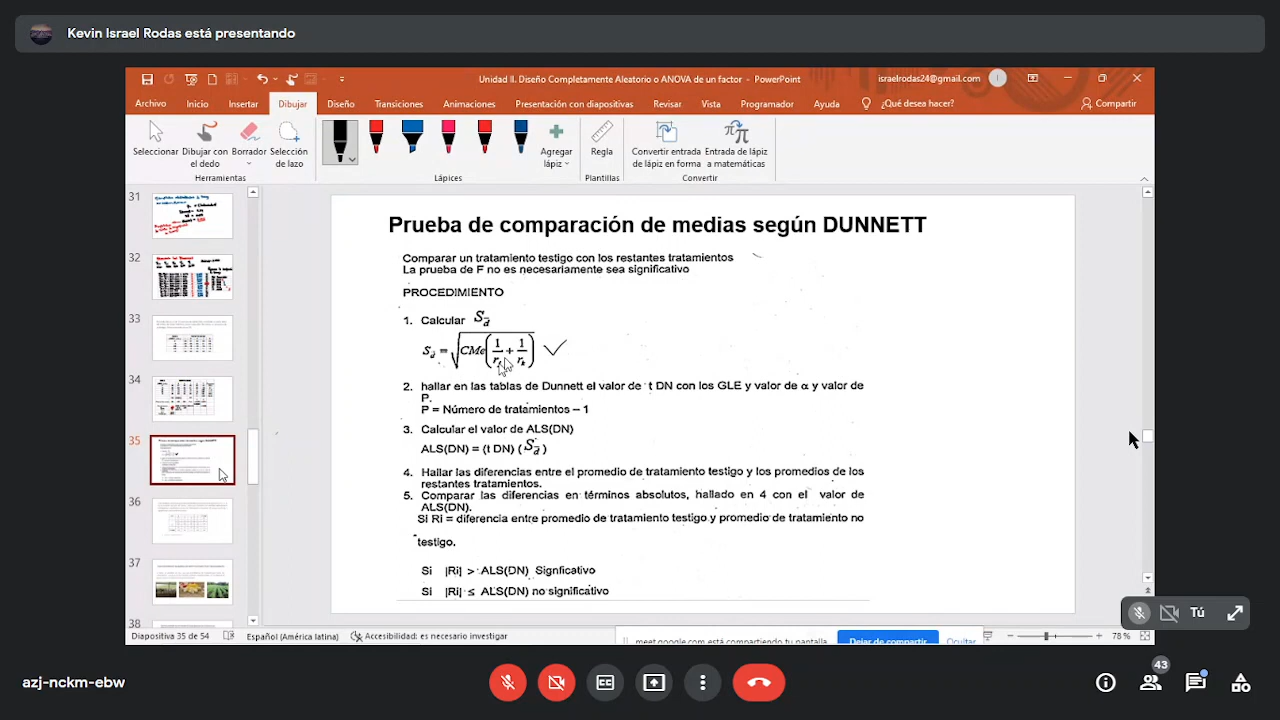 Kevin Israel Rodas está presentando
Unidad II. Diseño Completamente Aleatorio o ANOVA de un factor - PowerPoint
israelrodas24@gmail.com
I
Archivo Inicio Insertar Dibujar Diseño Transiciones Animaciones Presentación con diapositivas Revisar Vista Programador Ayuda ¿Qué desea hacer? Compartir
Seleccionar
Dibujar con el dedo
Borrador
Selección de lazo
Agregar lápiz
Regla
Convertir entrada de lápiz en forma
Entrada de lápiz a matemáticas
Herramientas Lápices Plantillas Convertir
31
32
33
34
35
36
37
38
Prueba de comparación de medias según DUNNETT
Comparar un tratamiento testigo con los restantes tratamientos
La prueba de F no es necesariamente sea significativo
PROCEDIMIENTO
1. Calcular S_d̄
S_d̄ = √CMe(1/r_i + 1/r_k)
2. hallar en las tablas de Dunnett el valor de t DN con los GLE y valor de α y valor de
P.
P = Número de tratamientos – 1
3. Calcular el valor de ALS(DN)
ALS(DN) = (t DN) ( S_d̄ )
4. Hallar las diferencias entre el promedio de tratamiento testigo y los promedios de los
restantes tratamientos.
5. Comparar las diferencias en términos absolutos, hallado en 4 con el valor de
ALS(DN).
Si Ri = diferencia entre promedio de tratamiento testigo y promedio de tratamiento no
testigo.
Si |Ri| > ALS(DN) Signficativo
Si |Ri| ≤ ALS(DN) no significativo
Tú
Diapositiva 35 de 54 Español (América latina) Accesibilidad: es necesario investigar
meet.google.com está compartiendo tu pantalla. Dejar de compartir Ocultar
78 %
azj-nckm-ebw
43